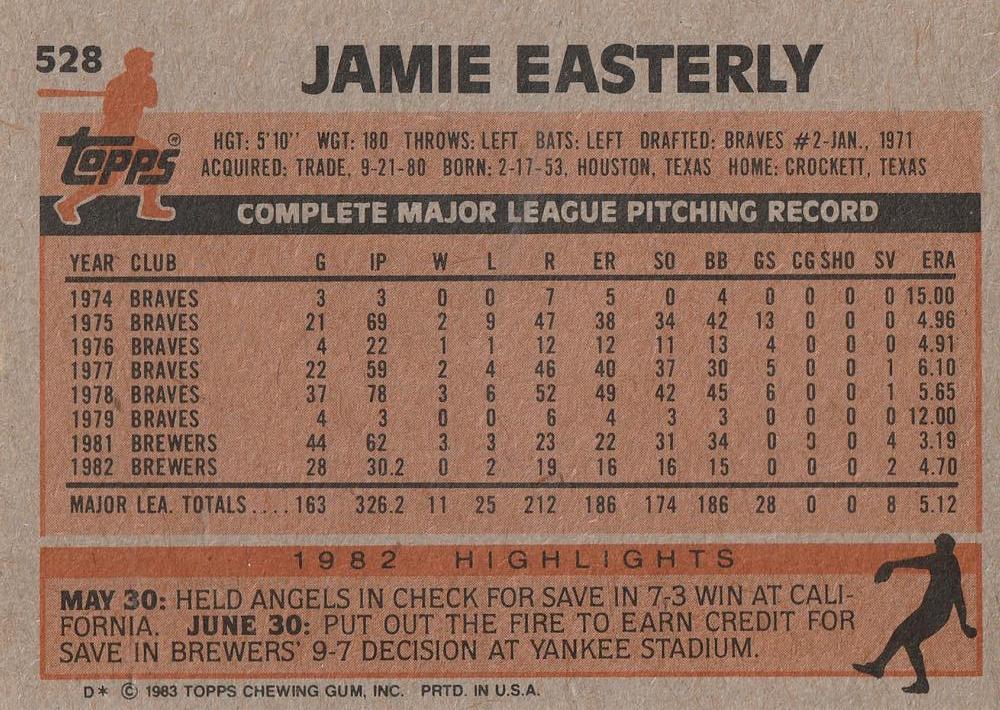 528
JAMIE EASTERLY
TOPPS®
HGT: 5'10'' WGT: 180 THROWS: LEFT BATS: LEFT DRAFTED: BRAVES #2-JAN., 1971
ACQUIRED: TRADE, 9-21-80 BORN: 2-17-53, HOUSTON, TEXAS HOME: CROCKETT, TEXAS
COMPLETE MAJOR LEAGUE PITCHING RECORD
YEAR CLUB G IP W L R ER SO BB GS CG SHO SV ERA
1974 BRAVES 3 3 0 0 7 5 0 4 0 0 0 0 15.00
1975 BRAVES 21 69 2 9 47 38 34 42 13 0 0 0 4.96
1976 BRAVES 4 22 1 1 12 12 11 13 4 0 0 0 4.91
1977 BRAVES 22 59 2 4 46 40 37 30 5 0 0 1 6.10
1978 BRAVES 37 78 3 6 52 49 42 45 6 0 0 1 5.65
1979 BRAVES 4 3 0 0 6 4 3 3 0 0 0 0 12.00
1981 BREWERS 44 62 3 3 23 22 31 34 0 0 0 4 3.19
1982 BREWERS 28 30.2 0 2 19 16 16 15 0 0 0 2 4.70
MAJOR LEA. TOTALS....163 326.2 11 25 212 186 174 186 28 0 0 8 5.12
1982 HIGHLIGHTS
MAY 30: HELD ANGELS IN CHECK FOR SAVE IN 7-3 WIN AT CALI-
FORNIA. JUNE 30: PUT OUT THE FIRE TO EARN CREDIT FOR
SAVE IN BREWERS' 9-7 DECISION AT YANKEE STADIUM.
D* © 1983 TOPPS CHEWING GUM, INC. PRTD. IN U.S.A.